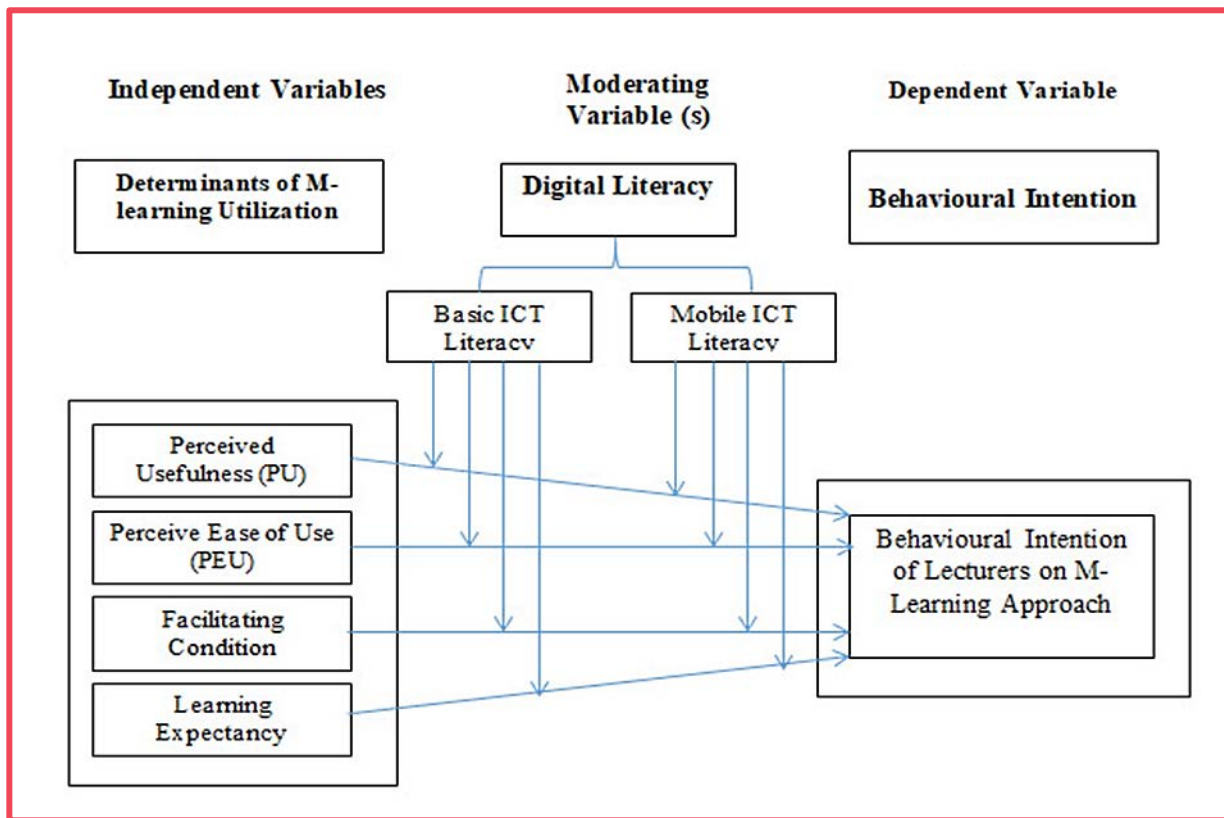 Independent Variables
Moderating
Variable (s)
Dependent Variable
Determinants of M-
learning Utilization
Digital Literacy
Behavioural Intention
Basic ICT
Literacy
Mobile ICT
Literacy
Perceived
Usefulness (PU)
Perceive Ease of Use
(PEU)
Facilitating
Condition
Learning
Expectancy
Behavioural Intention
of Lecturers on M-
Learning Approach